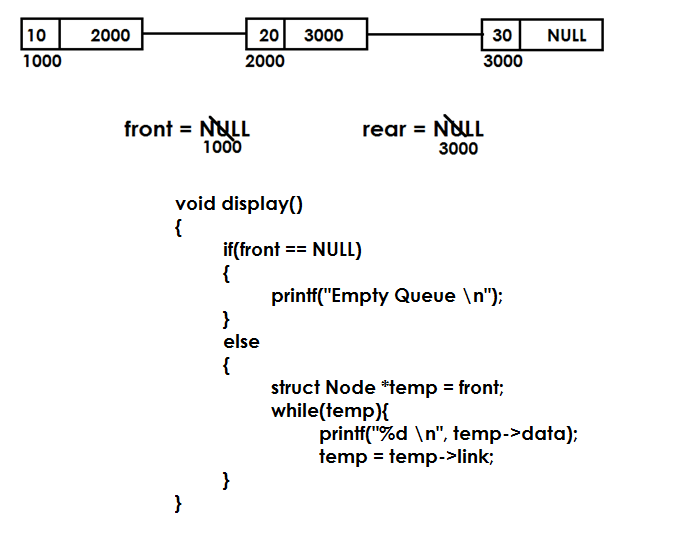 10 2000 20 3000 30 NULL
1000 2000 3000
front = NULL rear = NULL
1000 3000
void display()
{
if(front == NULL)
{
printf("Empty Queue \n");
}
else
{
struct Node *temp = front;
while(temp){
printf("%d \n", temp->data);
temp = temp->link;
}
}